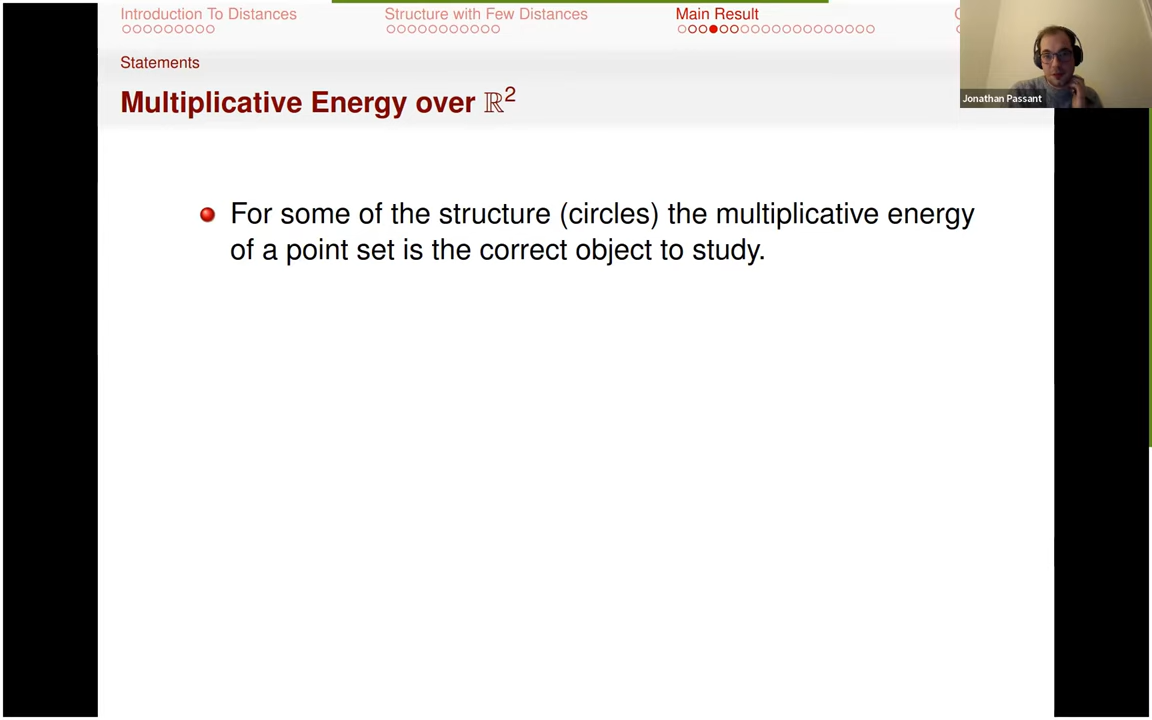 Introduction To Distances
Structure with Few Distances
Main Result
Statements
Multiplicative Energy over ℝ²
For some of the structure (circles) the multiplicative energy
of a point set is the correct object to study.
Jonathan Passant